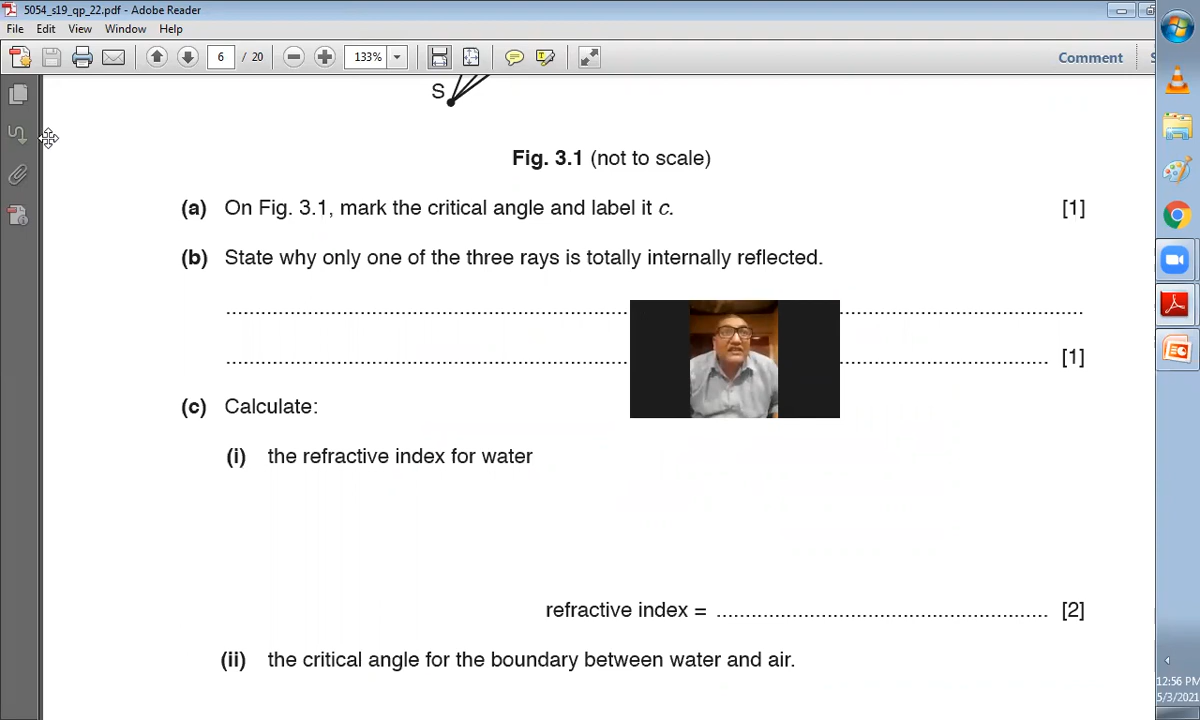 5054_s19_qp_22.pdf - Adobe Reader
File Edit View Window Help
6 / 20 133% Comment
S
Fig. 3.1 (not to scale)
(a) On Fig. 3.1, mark the critical angle and label it c. [1]
(b) State why only one of the three rays is totally internally reflected.
[1]
(c) Calculate:
(i) the refractive index for water
refractive index = [2]
(ii) the critical angle for the boundary between water and air.
12:56 PM
5/3/2021